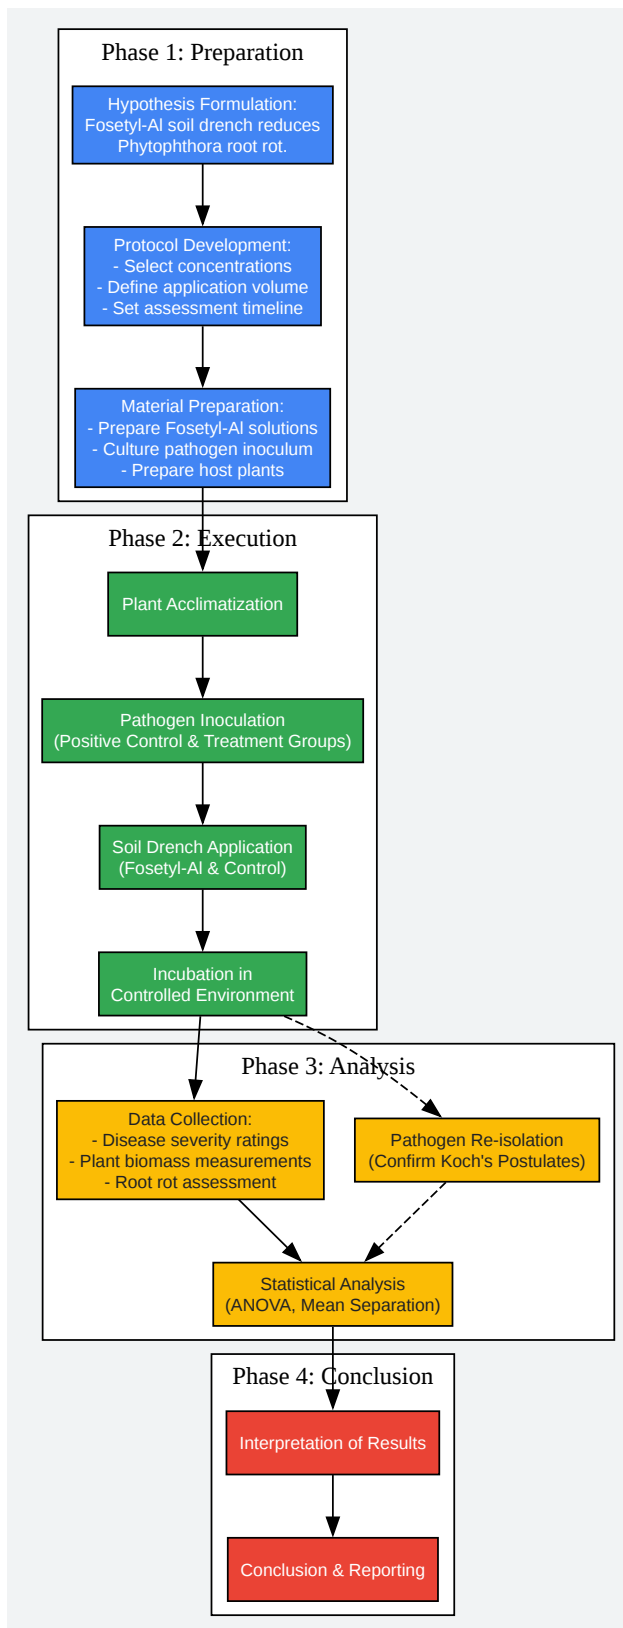 Phase 1: Preparation
Hypothesis Formulation:
Fosetyl-Al soil drench reduces
Phytophthora root rot.
Protocol Development:
- Select concentrations
- Define application volume
- Set assessment timeline
Material Preparation:
- Prepare Fosetyl-Al solutions
- Culture pathogen inoculum
- Prepare host plants
Phase 2: Execution
Plant Acclimatization
Pathogen Inoculation
(Positive Control & Treatment Groups)
Soil Drench Application
(Fosetyl-Al & Control)
Incubation in
Controlled Environment
Phase 3: Analysis
Data Collection:
- Disease severity ratings
- Plant biomass measurements
- Root rot assessment
Pathogen Re-isolation
(Confirm Koch's Postulates)
Statistical Analysis
(ANOVA, Mean Separation)
Phase 4: Conclusion
Interpretation of Results
Conclusion & Reporting